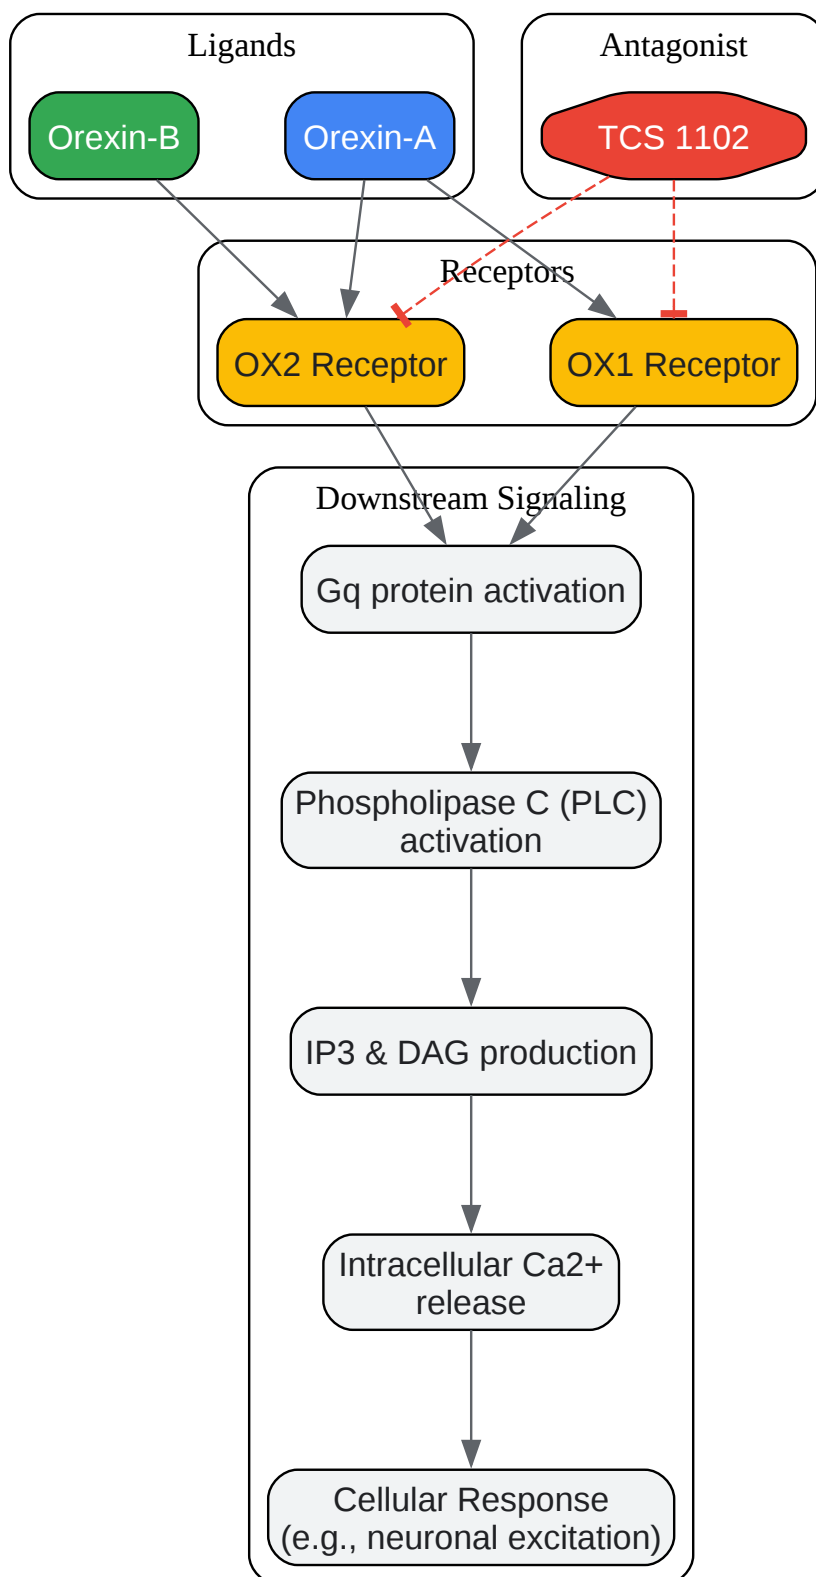 Ligands
Antagonist
Orexin-B
Orexin-A
TCS 1102
Receptors
OX2 Receptor
OX1 Receptor
Downstream Signaling
Gq protein activation
Phospholipase C (PLC)
activation
IP3 & DAG production
Intracellular Ca2+
release
Cellular Response
(e.g., neuronal excitation)